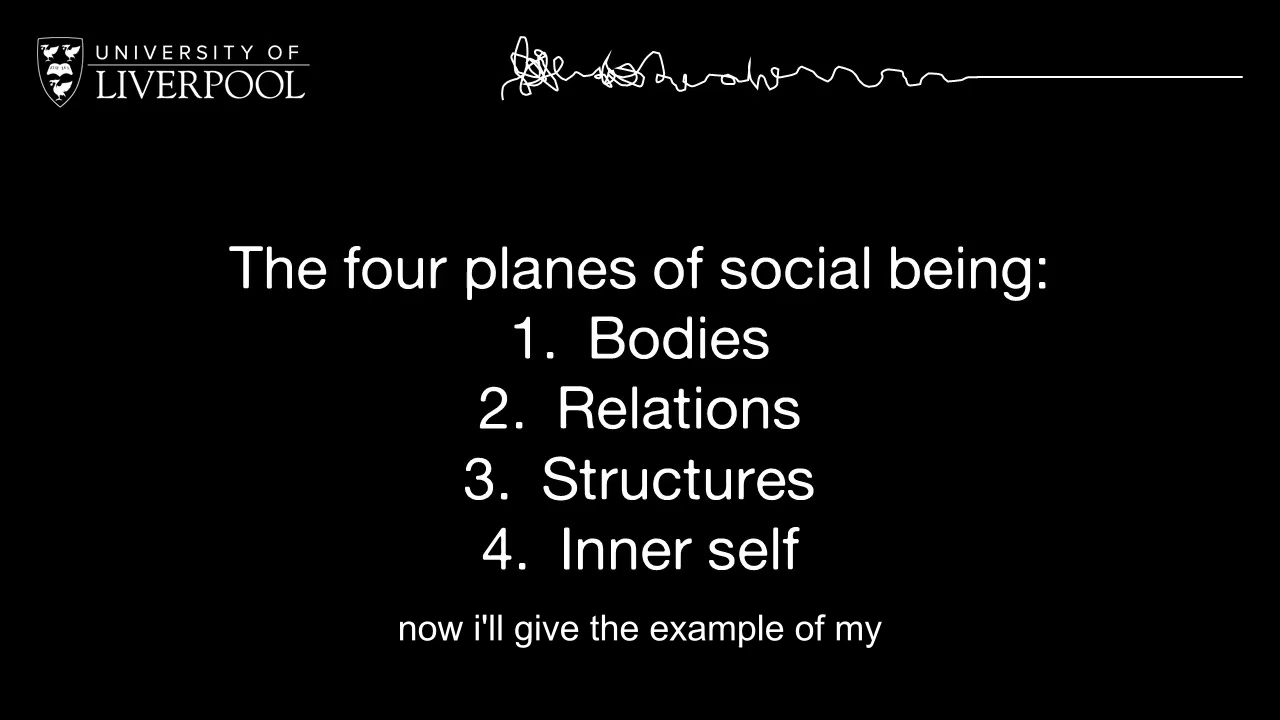 UNIVERSITY OF
LIVERPOOL
The four planes of social being:
1. Bodies
2. Relations
3. Structures
4. Inner self
now i'll give the example of my